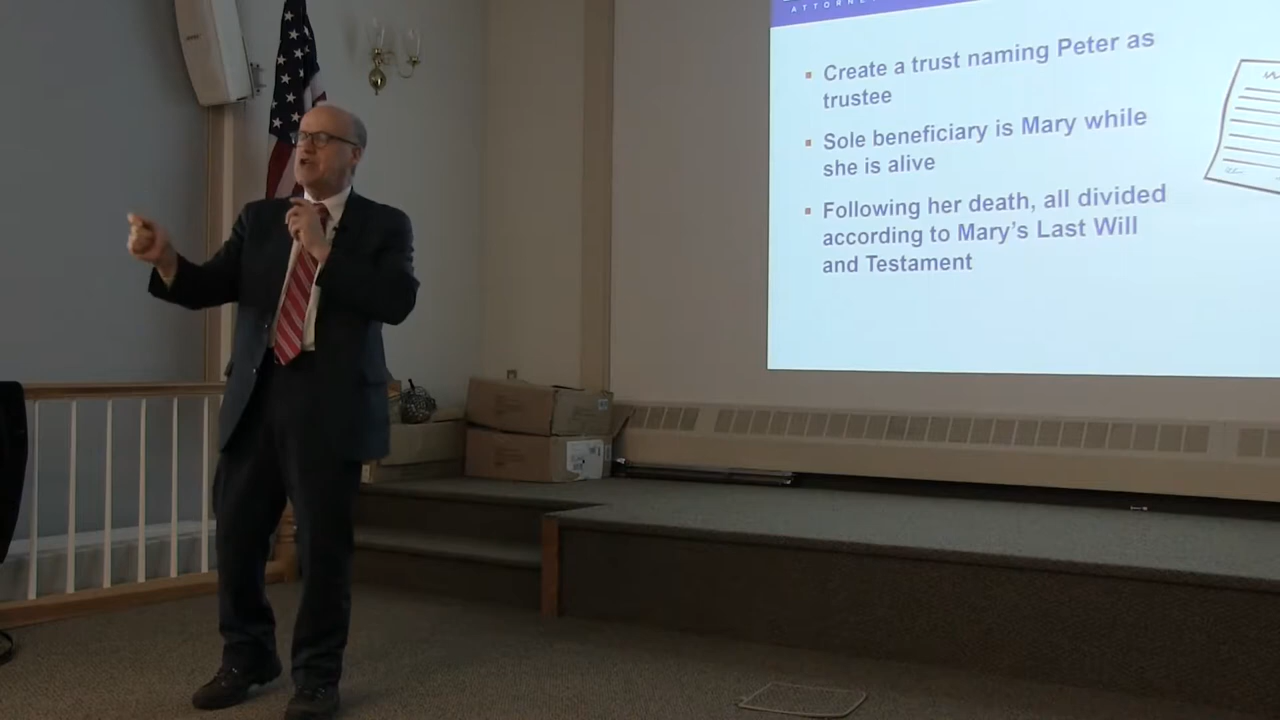 Create a trust naming Peter as
trustee
Sole beneficiary is Mary while
she is alive
Following her death, all divided
according to Mary's Last Will
and Testament